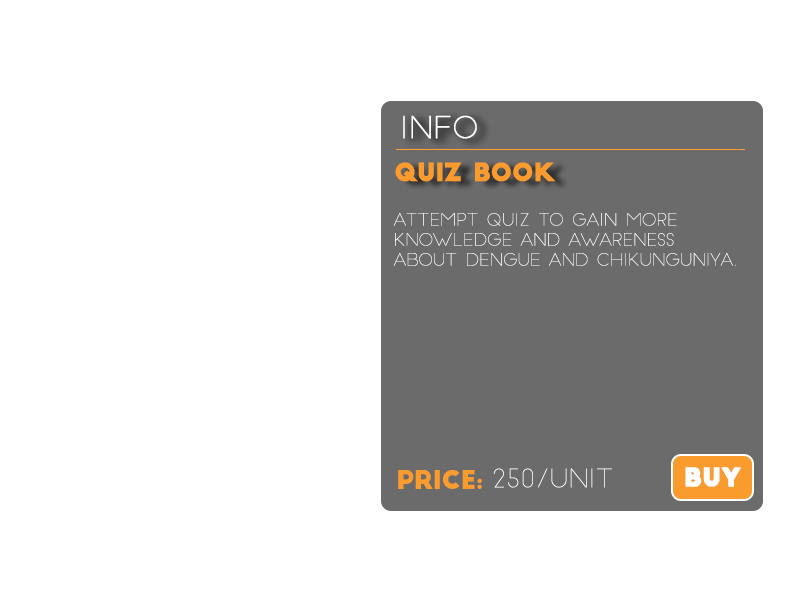 INFO
QUIZ BOOK
ATTEMPT QUIZ TO GAIN MORE
KNOWLEDGE AND AWARENESS
ABOUT DENGUE AND CHIKUNGUNIYA.
PRICE: 250/UNIT
BUY